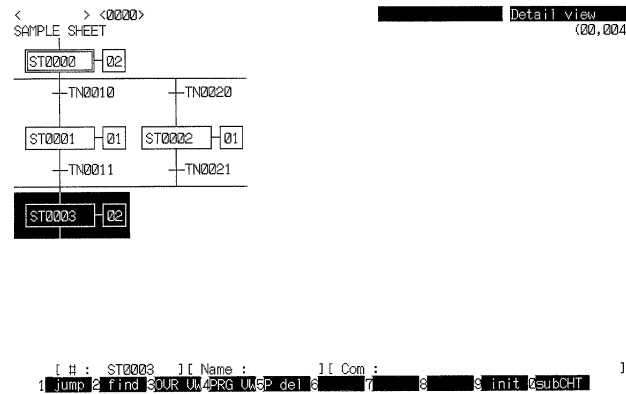 <        > <0000>
Detail view
SAMPLE SHEET
(00,004
ST0000 02
TN0010 TN0020
ST0001 01 ST0002 01
TN0011 TN0021
ST0003 02
[ # : ST0003 ][ Name : ][ Com : ]
1 jump 2 find 3OVR VW4PRG VW5P del 6 7 8 9 init 0subCHT